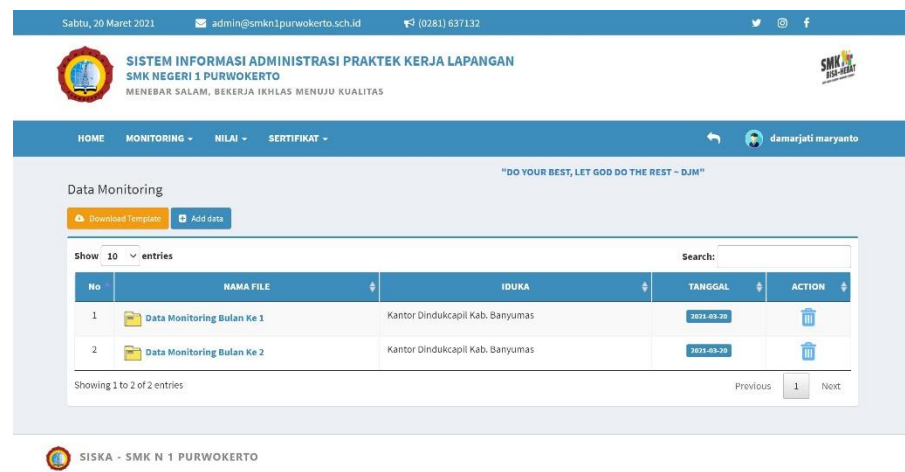 Sabtu, 20 Maret 2021 admin@smkn1purwokerto.sch.id (0281) 637132
SISTEM INFORMASI ADMINISTRASI PRAKTEK KERJA LAPANGAN
SMK NEGERI 1 PURWOKERTO
MENEBAR SALAM, BEKERJA IKHLAS MENUJU KUALITAS
SMK
BISA-HEBAT
HOME MONITORING NILAI SERTIFIKAT damarjati maryanto
"DO YOUR BEST, LET GOD DO THE REST ~ DJM"
Data Monitoring
Download Template Add data
Show 10 entries Search:
No NAMA FILE IDUKA TANGGAL ACTION
1 Data Monitoring Bulan Ke 1 Kantor Dindukcapil Kab. Banyumas 2021-03-20
2 Data Monitoring Bulan Ke 2 Kantor Dindukcapil Kab. Banyumas 2021-03-20
Showing 1 to 2 of 2 entries Previous 1 Next
SISKA - SMK N 1 PURWOKERTO